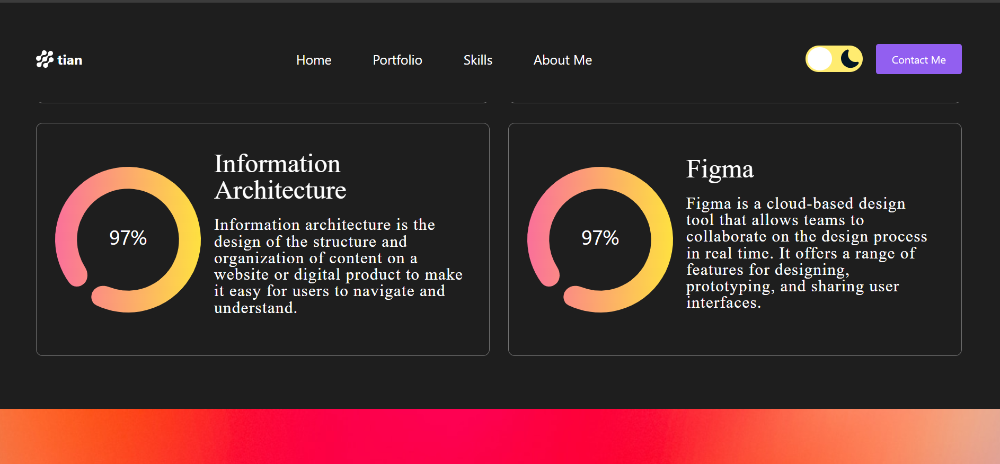 tian
Home
Portfolio
Skills
About Me
Contact Me
97%
Information
Architecture
Information architecture is the
design of the structure and
organization of content on a
website or digital product to make
it easy for users to navigate and
understand.
97%
Figma
Figma is a cloud-based design
tool that allows teams to
collaborate on the design process
in real time. It offers a range of
features for designing,
prototyping, and sharing user
interfaces.